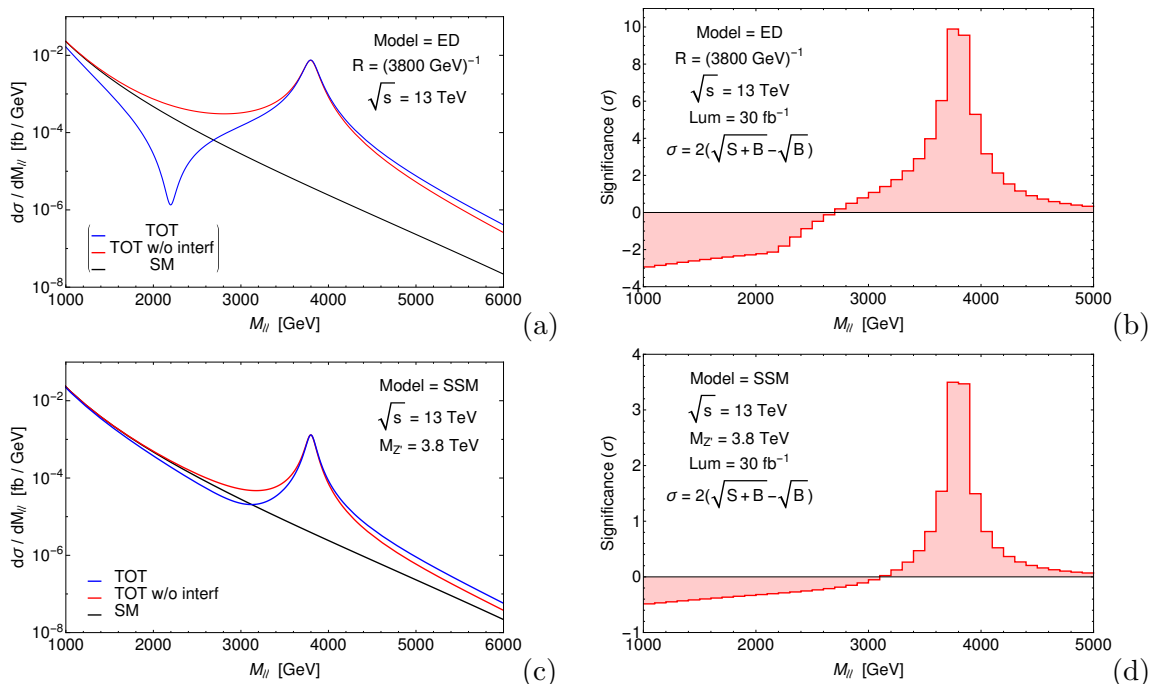 Model = ED
R = (3800 GeV)⁻¹
√s = 13 TeV
TOT
TOT w/o interf
SM
dσ / dM_ll [fb / GeV]
10⁻²
10⁻⁴
10⁻⁶
10⁻⁸
1000 2000 3000 4000 5000 6000
M_ll [GeV]
(a)
Model = ED
R = (3800 GeV)⁻¹
√s = 13 TeV
Lum = 30 fb⁻¹
σ = 2(√S+B − √B)
Significance (σ)
10
8
6
4
2
0
−2
−4
1000 2000 3000 4000 5000
M_ll [GeV]
(b)
Model = SSM
√s = 13 TeV
M_Z' = 3.8 TeV
TOT
TOT w/o interf
SM
dσ / dM_ll [fb / GeV]
10⁻²
10⁻⁴
10⁻⁶
10⁻⁸
1000 2000 3000 4000 5000 6000
M_ll [GeV]
(c)
Model = SSM
√s = 13 TeV
M_Z' = 3.8 TeV
Lum = 30 fb⁻¹
σ = 2(√S+B − √B)
Significance (σ)
4
3
2
1
0
−1
1000 2000 3000 4000 5000
M_ll [GeV]
(d)